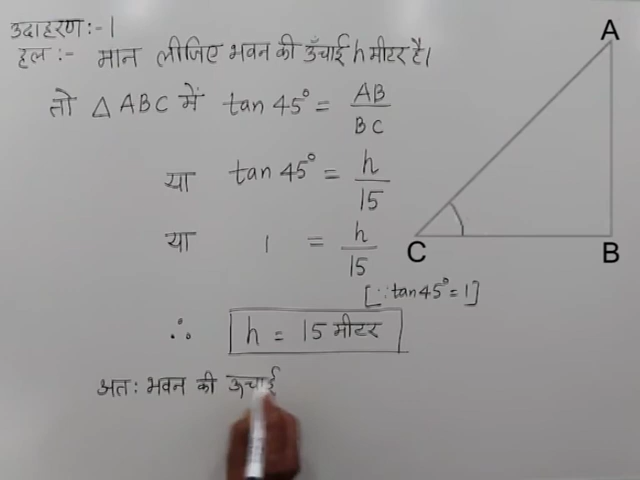 उदाहरण:-1
हल:- मान लीजिए भवन की ऊँचाई h मीटर है।
तो △ABC में tan 45° = AB/BC
या tan 45° = h/15
या 1 = h/15
[∵ tan 45° = 1]
∴ h = 15 मीटर
अतः भवन की ऊचाई
A
C
B